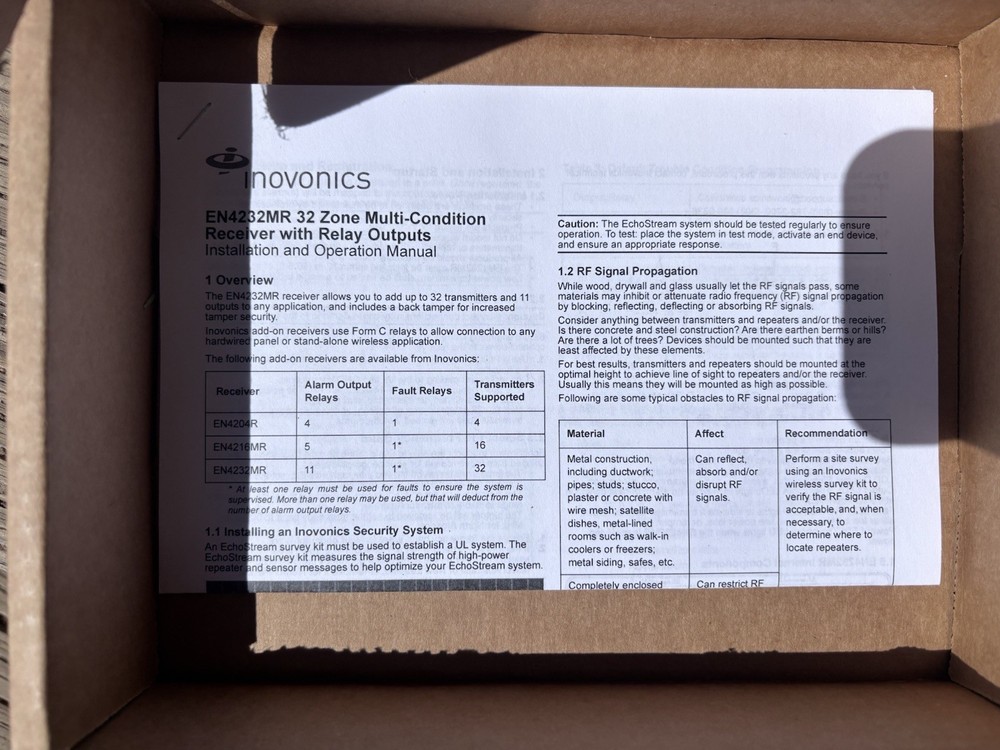 inovonics
EN4232MR 32 Zone Multi-Condition
Receiver with Relay Outputs
Installation and Operation Manual
1 Overview
The EN4232MR receiver allows you to add up to 32 transmitters and 11
outputs to any application, and includes a back tamper for increased
tamper security.
Inovonics add-on receivers use Form C relays to allow connection to any
hardwired panel or stand-alone wireless application.
The following add-on receivers are available from Inovonics:
Receiver
Alarm Output
Relays
Fault Relays
Transmitters
Supported
EN4204R 4 1 4
EN4216MR 5 1* 16
EN4232MR 11 1* 32
* At least one relay must be used for faults to ensure the system is
supervised. More than one relay may be used, but that will deduct from the
number of alarm output relays.
1.1 Installing an Inovonics Security System
An EchoStream survey kit must be used to establish a UL system. The
EchoStream survey kit measures the signal strength of high-power
repeater and sensor messages to help optimize your EchoStream system.
Caution: The EchoStream system should be tested regularly to ensure
operation. To test: place the system in test mode, activate an end device,
and ensure an appropriate response.
1.2 RF Signal Propagation
While wood, drywall and glass usually let the RF signals pass, some
materials may inhibit or attenuate radio frequency (RF) signal propagation
by blocking, reflecting, deflecting or absorbing RF signals.
Consider anything between transmitters and repeaters and/or the receiver.
Is there concrete and steel construction? Are there earthen berms or hills?
Are there a lot of trees? Devices should be mounted such that they are
least affected by these elements.
For best results, transmitters and repeaters should be mounted at the
optimal height to achieve line of sight to repeaters and/or the receiver.
Usually this means they will be mounted as high as possible.
Following are some typical obstacles to RF signal propagation:
Material Affect Recommendation
Metal construction,
including ductwork;
pipes; studs; stucco,
plaster or concrete with
wire mesh; satellite
dishes, metal-lined
rooms such as walk-in
coolers or freezers;
metal siding, safes, etc.
Can reflect,
absorb and/or
disrupt RF
signals.
Perform a site survey
using an Inovonics
wireless survey kit to
verify the RF signal is
acceptable, and, when
necessary, to
determine where to
locate repeaters.
Completely enclosed
Can restrict RF